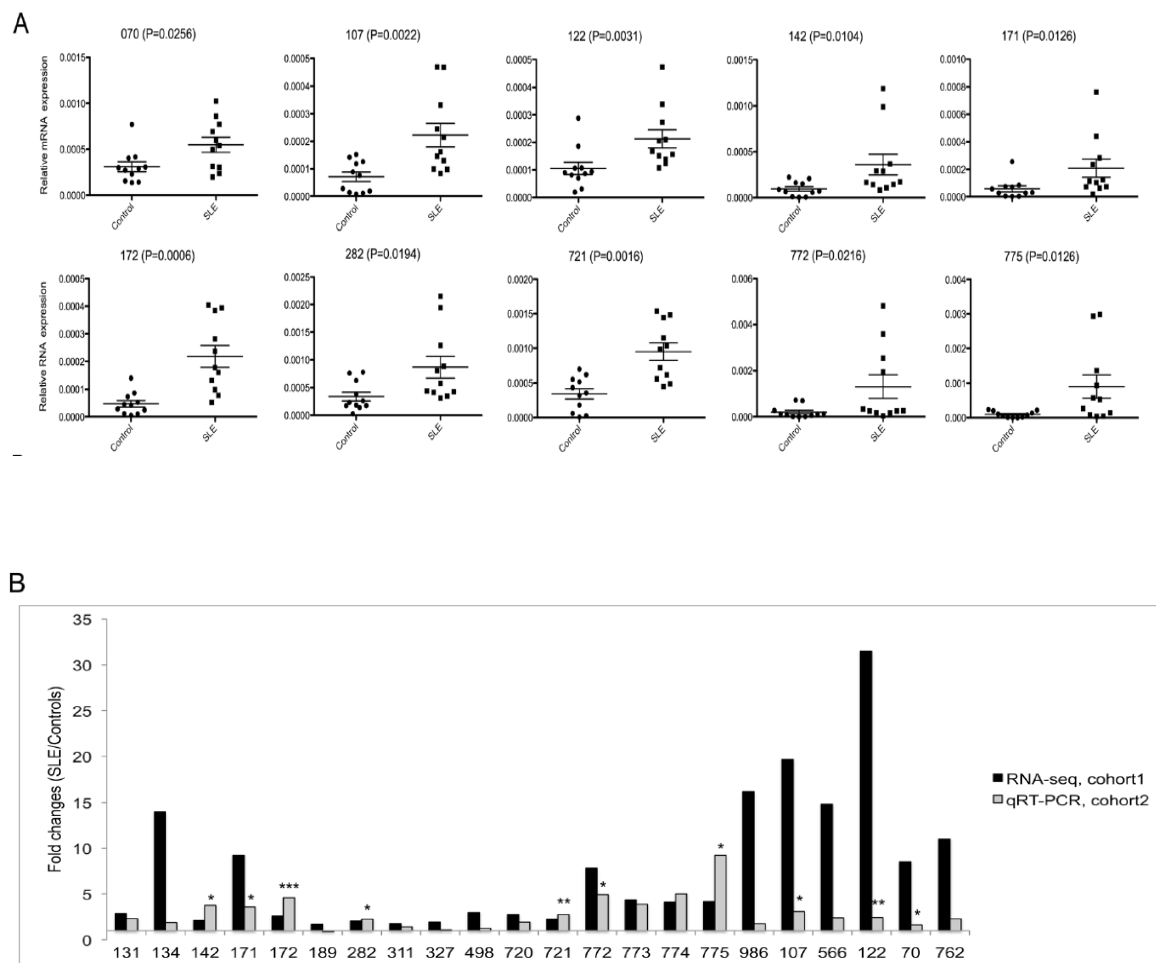 A
070 (P=0.0256)
107 (P=0.0022)
122 (P=0.0031)
142 (P=0.0104)
171 (P=0.0126)
Relative mRNA expression
0.0015
0.0010
0.0005
0.0000
Control
SLE
0.0005
0.0004
0.0003
0.0002
0.0001
0.0000
Control
SLE
0.0005
0.0004
0.0003
0.0002
0.0001
0.0000
Control
SLE
0.0015
0.0010
0.0005
0.0000
Control
SLE
0.0010
0.0008
0.0006
0.0004
0.0002
0.0000
Control
SLE
172 (P=0.0006)
282 (P=0.0194)
721 (P=0.0016)
772 (P=0.0216)
775 (P=0.0126)
Relative RNA expression
0.0005
0.0004
0.0003
0.0002
0.0001
0.0000
Control
SLE
0.0025
0.0020
0.0015
0.0010
0.0005
0.0000
Control
SLE
0.0020
0.0015
0.0010
0.0005
0.0000
Control
SLE
0.006
0.004
0.002
0.000
Control
SLE
0.004
0.003
0.002
0.001
0.000
Control
SLE
B
Fold changes (SLE/Controls)
35
30
25
20
15
10
5
0
* * *** * ** * * * ** *
131 134 142 171 172 189 282 311 327 498 720 721 772 773 774 775 986 107 566 122 70 762
RNA-seq, cohort1
qRT-PCR, cohort2